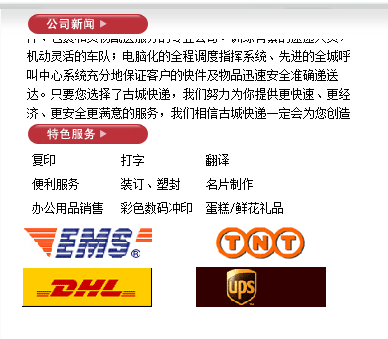 公司新闻
机动灵活的车队；电脑化的全程调度指挥系统、先进的全城呼
叫中心系统充分地保证客户的快件及物品迅速安全准确递送
达。只要您选择了古城快递，我们努力为你提供更快速、更经
济、更安全更满意的服务，我们相信古城快递一定会为您创造
特色服务
复印 打字 翻译
便利服务 装订、塑封 名片制作
办公用品销售 彩色数码冲印 蛋糕/鲜花礼品
EMS® TNT
DHL ups